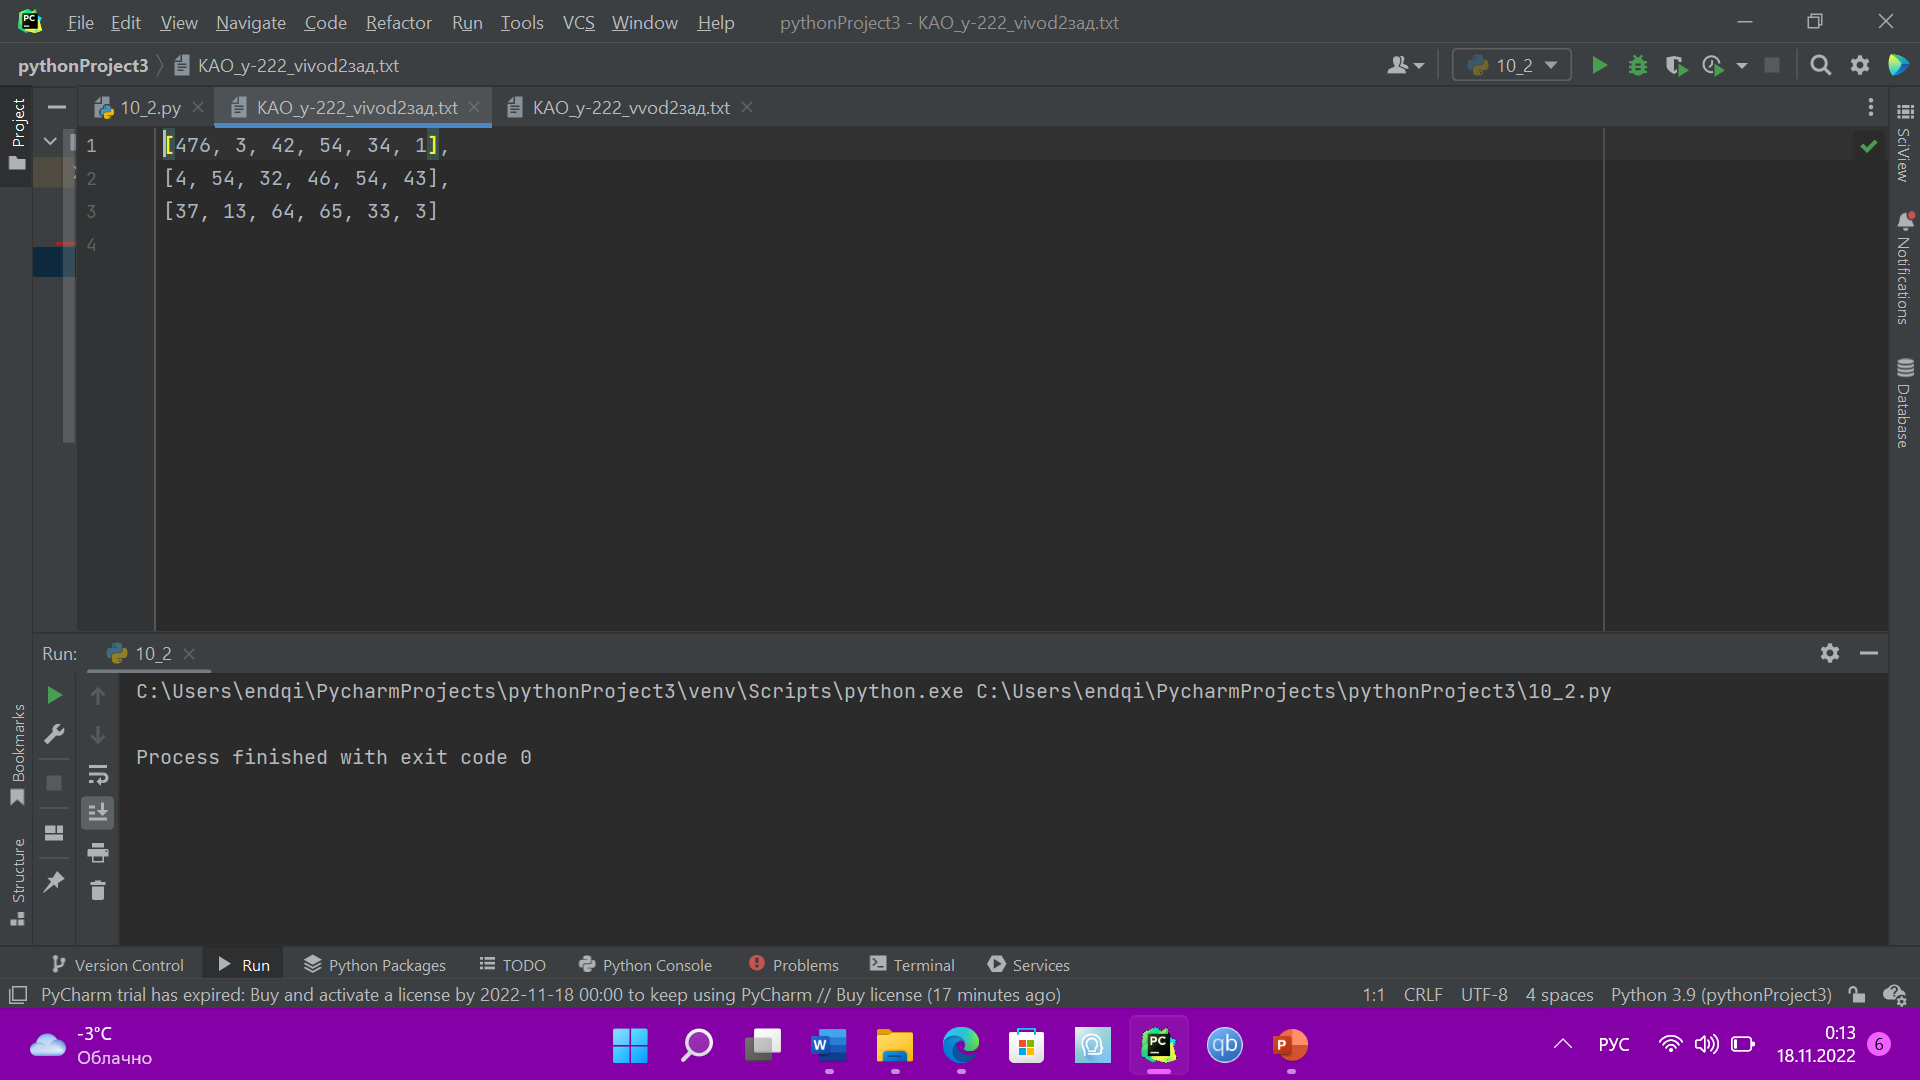 File Edit View Navigate Code Refactor Run Tools VCS Window Help pythonProject3 - KAO_y-222_vivod2зад.txt
pythonProject3 KAO_y-222_vivod2зад.txt 10_2
10_2.py KAO_y-222_vivod2зад.txt KAO_y-222_vvod2зад.txt
Project
1 [476, 3, 42, 54, 34, 1],
2 [4, 54, 32, 46, 54, 43],
3 [37, 13, 64, 65, 33, 3]
4
SciView
Notifications
Database
Run: 10_2
C:\Users\endqi\PycharmProjects\pythonProject3\venv\Scripts\python.exe C:\Users\endqi\PycharmProjects\pythonProject3\10_2.py
Process finished with exit code 0
Bookmarks
Structure
Version Control Run Python Packages TODO Python Console Problems Terminal Services
PyCharm trial has expired: Buy and activate a license by 2022-11-18 00:00 to keep using PyCharm // Buy license (17 minutes ago) 1:1 CRLF UTF-8 4 spaces Python 3.9 (pythonProject3)
-3°C
Облачно
РУС
0:13
18.11.2022
6